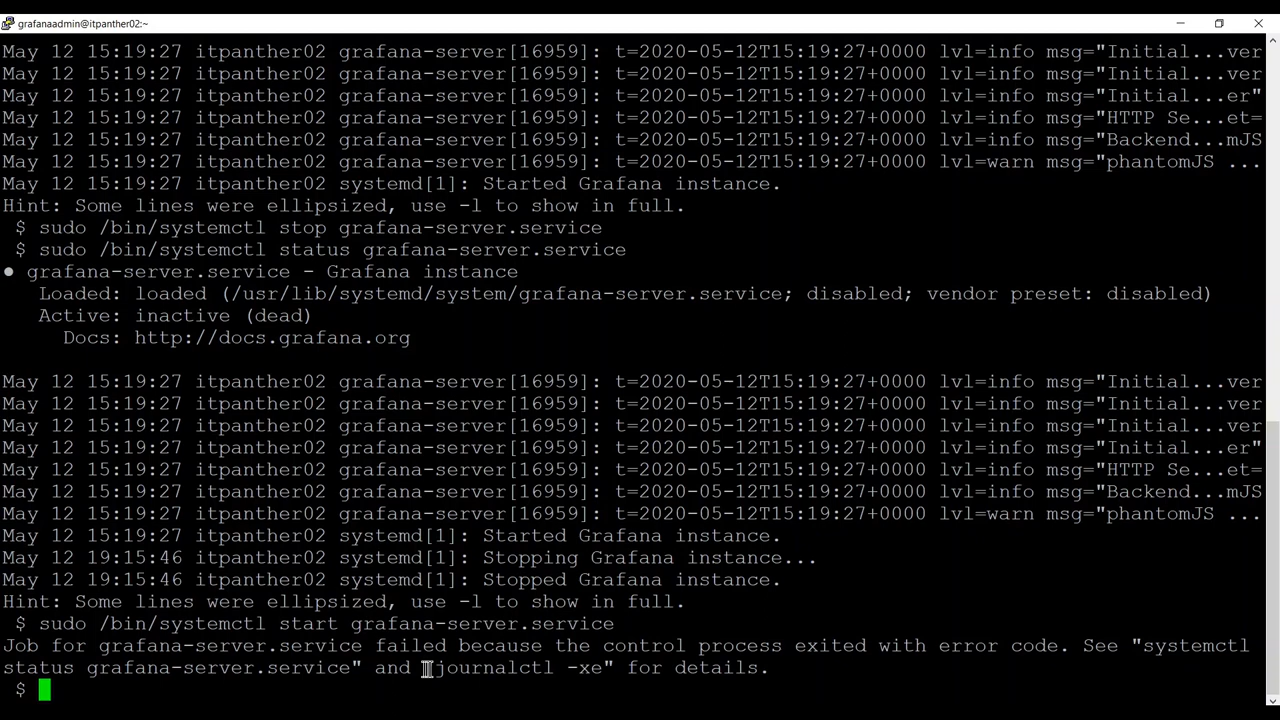 grafanaadmin@itpanther02:~
May 12 15:19:27 itpanther02 grafana-server[16959]: t=2020-05-12T15:19:27+0000 lvl=info msg="Initial...ver
May 12 15:19:27 itpanther02 grafana-server[16959]: t=2020-05-12T15:19:27+0000 lvl=info msg="Initial...ver
May 12 15:19:27 itpanther02 grafana-server[16959]: t=2020-05-12T15:19:27+0000 lvl=info msg="Initial...er"
May 12 15:19:27 itpanther02 grafana-server[16959]: t=2020-05-12T15:19:27+0000 lvl=info msg="HTTP Se...et=
May 12 15:19:27 itpanther02 grafana-server[16959]: t=2020-05-12T15:19:27+0000 lvl=info msg="Backend...mJS
May 12 15:19:27 itpanther02 grafana-server[16959]: t=2020-05-12T15:19:27+0000 lvl=warn msg="phantomJS ...
May 12 15:19:27 itpanther02 systemd[1]: Started Grafana instance.
Hint: Some lines were ellipsized, use -l to show in full.
$ sudo /bin/systemctl stop grafana-server.service
$ sudo /bin/systemctl status grafana-server.service
● grafana-server.service - Grafana instance
Loaded: loaded (/usr/lib/systemd/system/grafana-server.service; disabled; vendor preset: disabled)
Active: inactive (dead)
Docs: http://docs.grafana.org
May 12 15:19:27 itpanther02 grafana-server[16959]: t=2020-05-12T15:19:27+0000 lvl=info msg="Initial...ver
May 12 15:19:27 itpanther02 grafana-server[16959]: t=2020-05-12T15:19:27+0000 lvl=info msg="Initial...ver
May 12 15:19:27 itpanther02 grafana-server[16959]: t=2020-05-12T15:19:27+0000 lvl=info msg="Initial...ver
May 12 15:19:27 itpanther02 grafana-server[16959]: t=2020-05-12T15:19:27+0000 lvl=info msg="Initial...er"
May 12 15:19:27 itpanther02 grafana-server[16959]: t=2020-05-12T15:19:27+0000 lvl=info msg="HTTP Se...et=
May 12 15:19:27 itpanther02 grafana-server[16959]: t=2020-05-12T15:19:27+0000 lvl=info msg="Backend...mJS
May 12 15:19:27 itpanther02 grafana-server[16959]: t=2020-05-12T15:19:27+0000 lvl=warn msg="phantomJS ...
May 12 15:19:27 itpanther02 systemd[1]: Started Grafana instance.
May 12 19:15:46 itpanther02 systemd[1]: Stopping Grafana instance...
May 12 19:15:46 itpanther02 systemd[1]: Stopped Grafana instance.
Hint: Some lines were ellipsized, use -l to show in full.
$ sudo /bin/systemctl start grafana-server.service
Job for grafana-server.service failed because the control process exited with error code. See "systemctl
status grafana-server.service" and "journalctl -xe" for details.
$